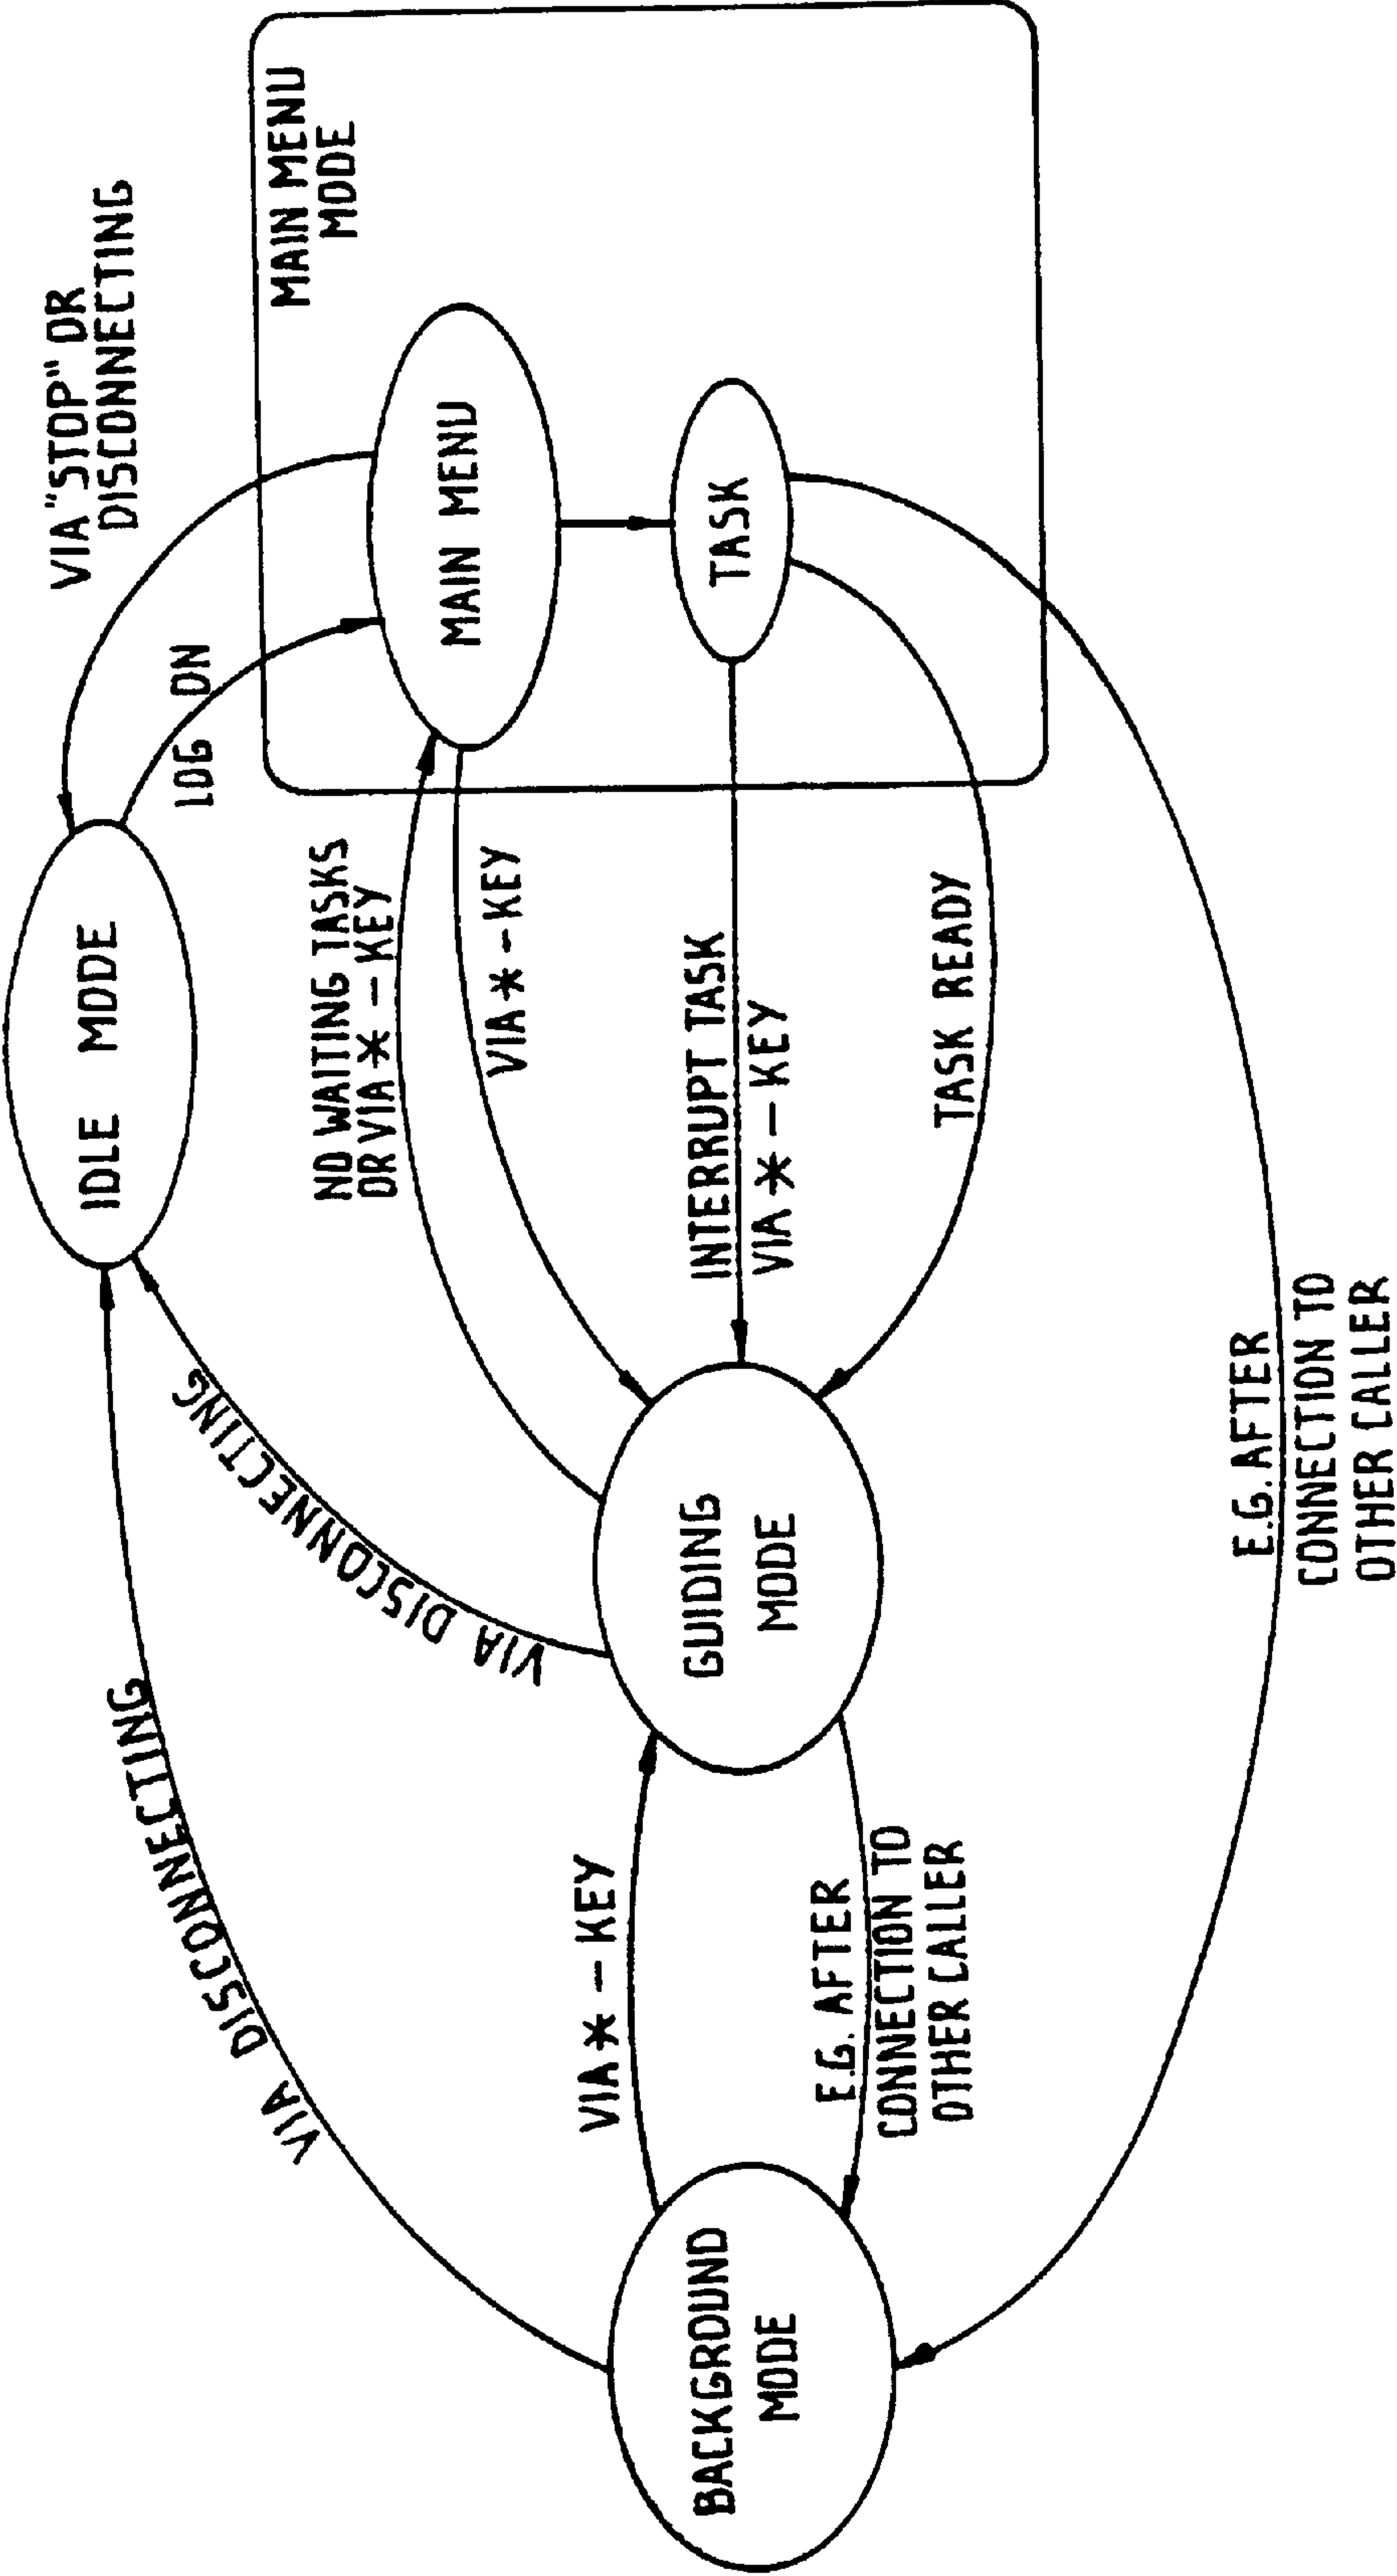 VIA "STOP" OR
DISCONNECTING
IDLE MODE
LOG ON
MAIN MENU
MODE
VIA DISCONNECTING
VIA DISCONNECTING
NO WAITING TASKS
OR VIA * - KEY
MAIN MENU
VIA * - KEY
VIA * - KEY
BACKGROUND
MODE
GUIDING
MODE
INTERRUPT TASK
VIA * - KEY
TASK
E.G. AFTER
CONNECTION TO
OTHER CALLER
TASK READY
E.G. AFTER
CONNECTION TO
OTHER CALLER